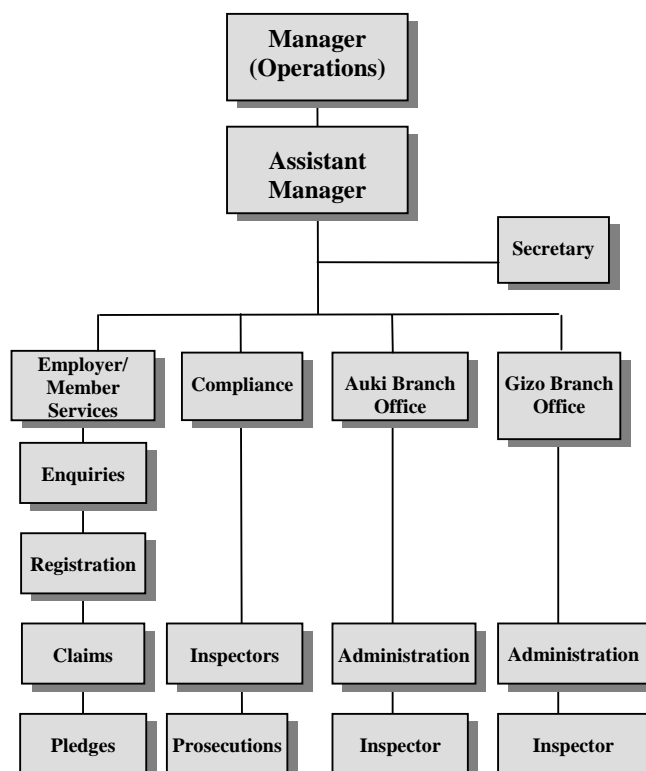 Manager
(Operations)
Assistant
Manager
Secretary
Employer/
Member
Services
Compliance
Auki Branch
Office
Gizo Branch
Office
Enquiries
Registration
Claims
Inspectors
Administration
Administration
Pledges
Prosecutions
Inspector
Inspector